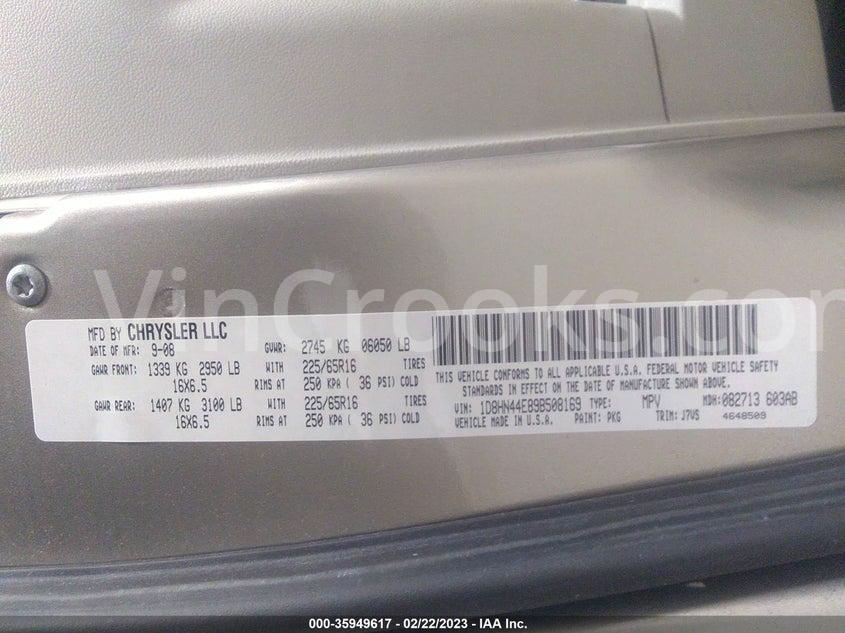 VinCrooks.com
MFD BY CHRYSLER LLC
DATE OF MFR: 9-08 GVWR: 2745 KG 06050 LB
GAWR FRONT: 1339 KG 2950 LB WITH 225/65R16 TIRES
16X6.5 RIMS AT 250 KPA ( 36 PSI) COLD
GAWR REAR: 1407 KG 3100 LB WITH 225/65R16 TIRES
16X6.5 RIMS AT 250 KPA ( 36 PSI) COLD
THIS VEHICLE CONFORMS TO ALL APPLICABLE U.S.A. FEDERAL MOTOR VEHICLE SAFETY
STANDARDS IN EFFECT ON THE DATE OF MANUFACTURE SHOWN ABOVE.
VIN: 1D8HN44E89B508169 TYPE: MPV MDH: 082713 603AB
VEHICLE MADE IN U.S.A. PAINT: PKG TRIM: J7VS 4648509
000-35949617 - 02/22/2023 - IAA Inc.